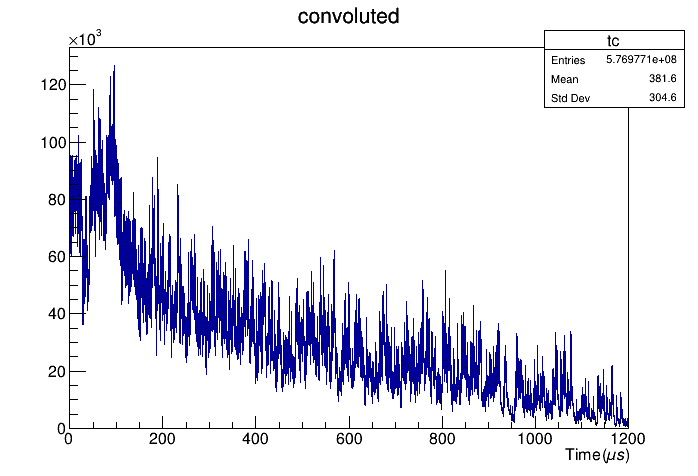 convoluted
×10³
tc
Entries 5.769771e+08
Mean 381.6
Std Dev 304.6
120
100
80
60
40
20
0
0 200 400 600 800 1000 1200
Time(μs)